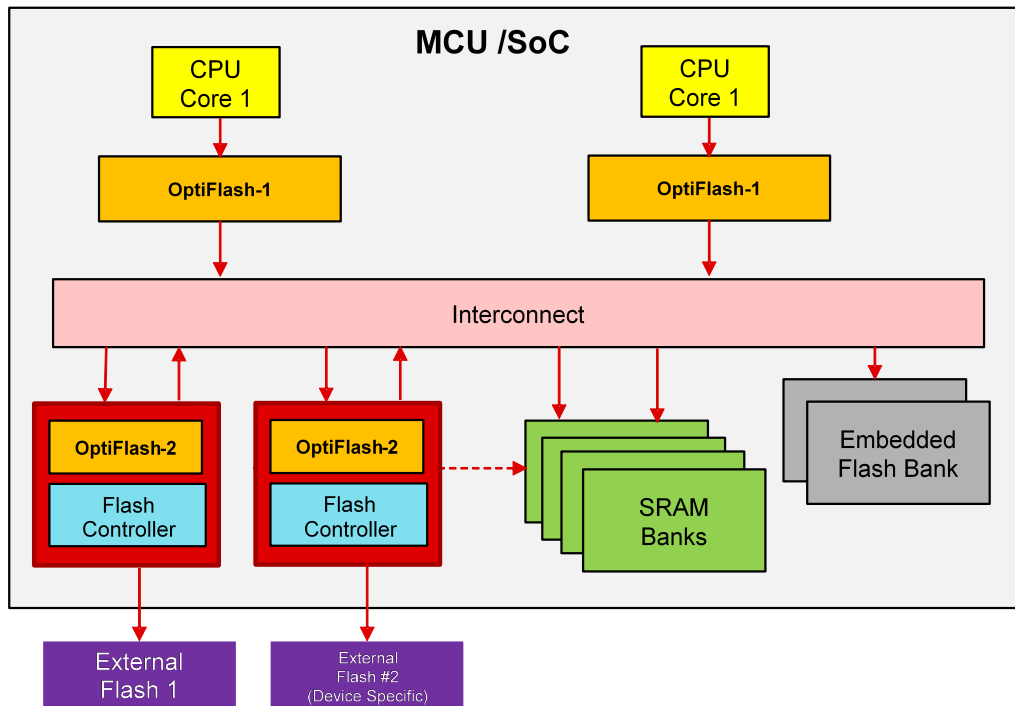 MCU /SoC
CPU
Core 1
CPU
Core 1
OptiFlash-1
OptiFlash-1
Interconnect
OptiFlash-2
Flash
Controller
OptiFlash-2
Flash
Controller
SRAM
Banks
Embedded
Flash Bank
External
Flash 1
External
Flash #2
(Device Specific)